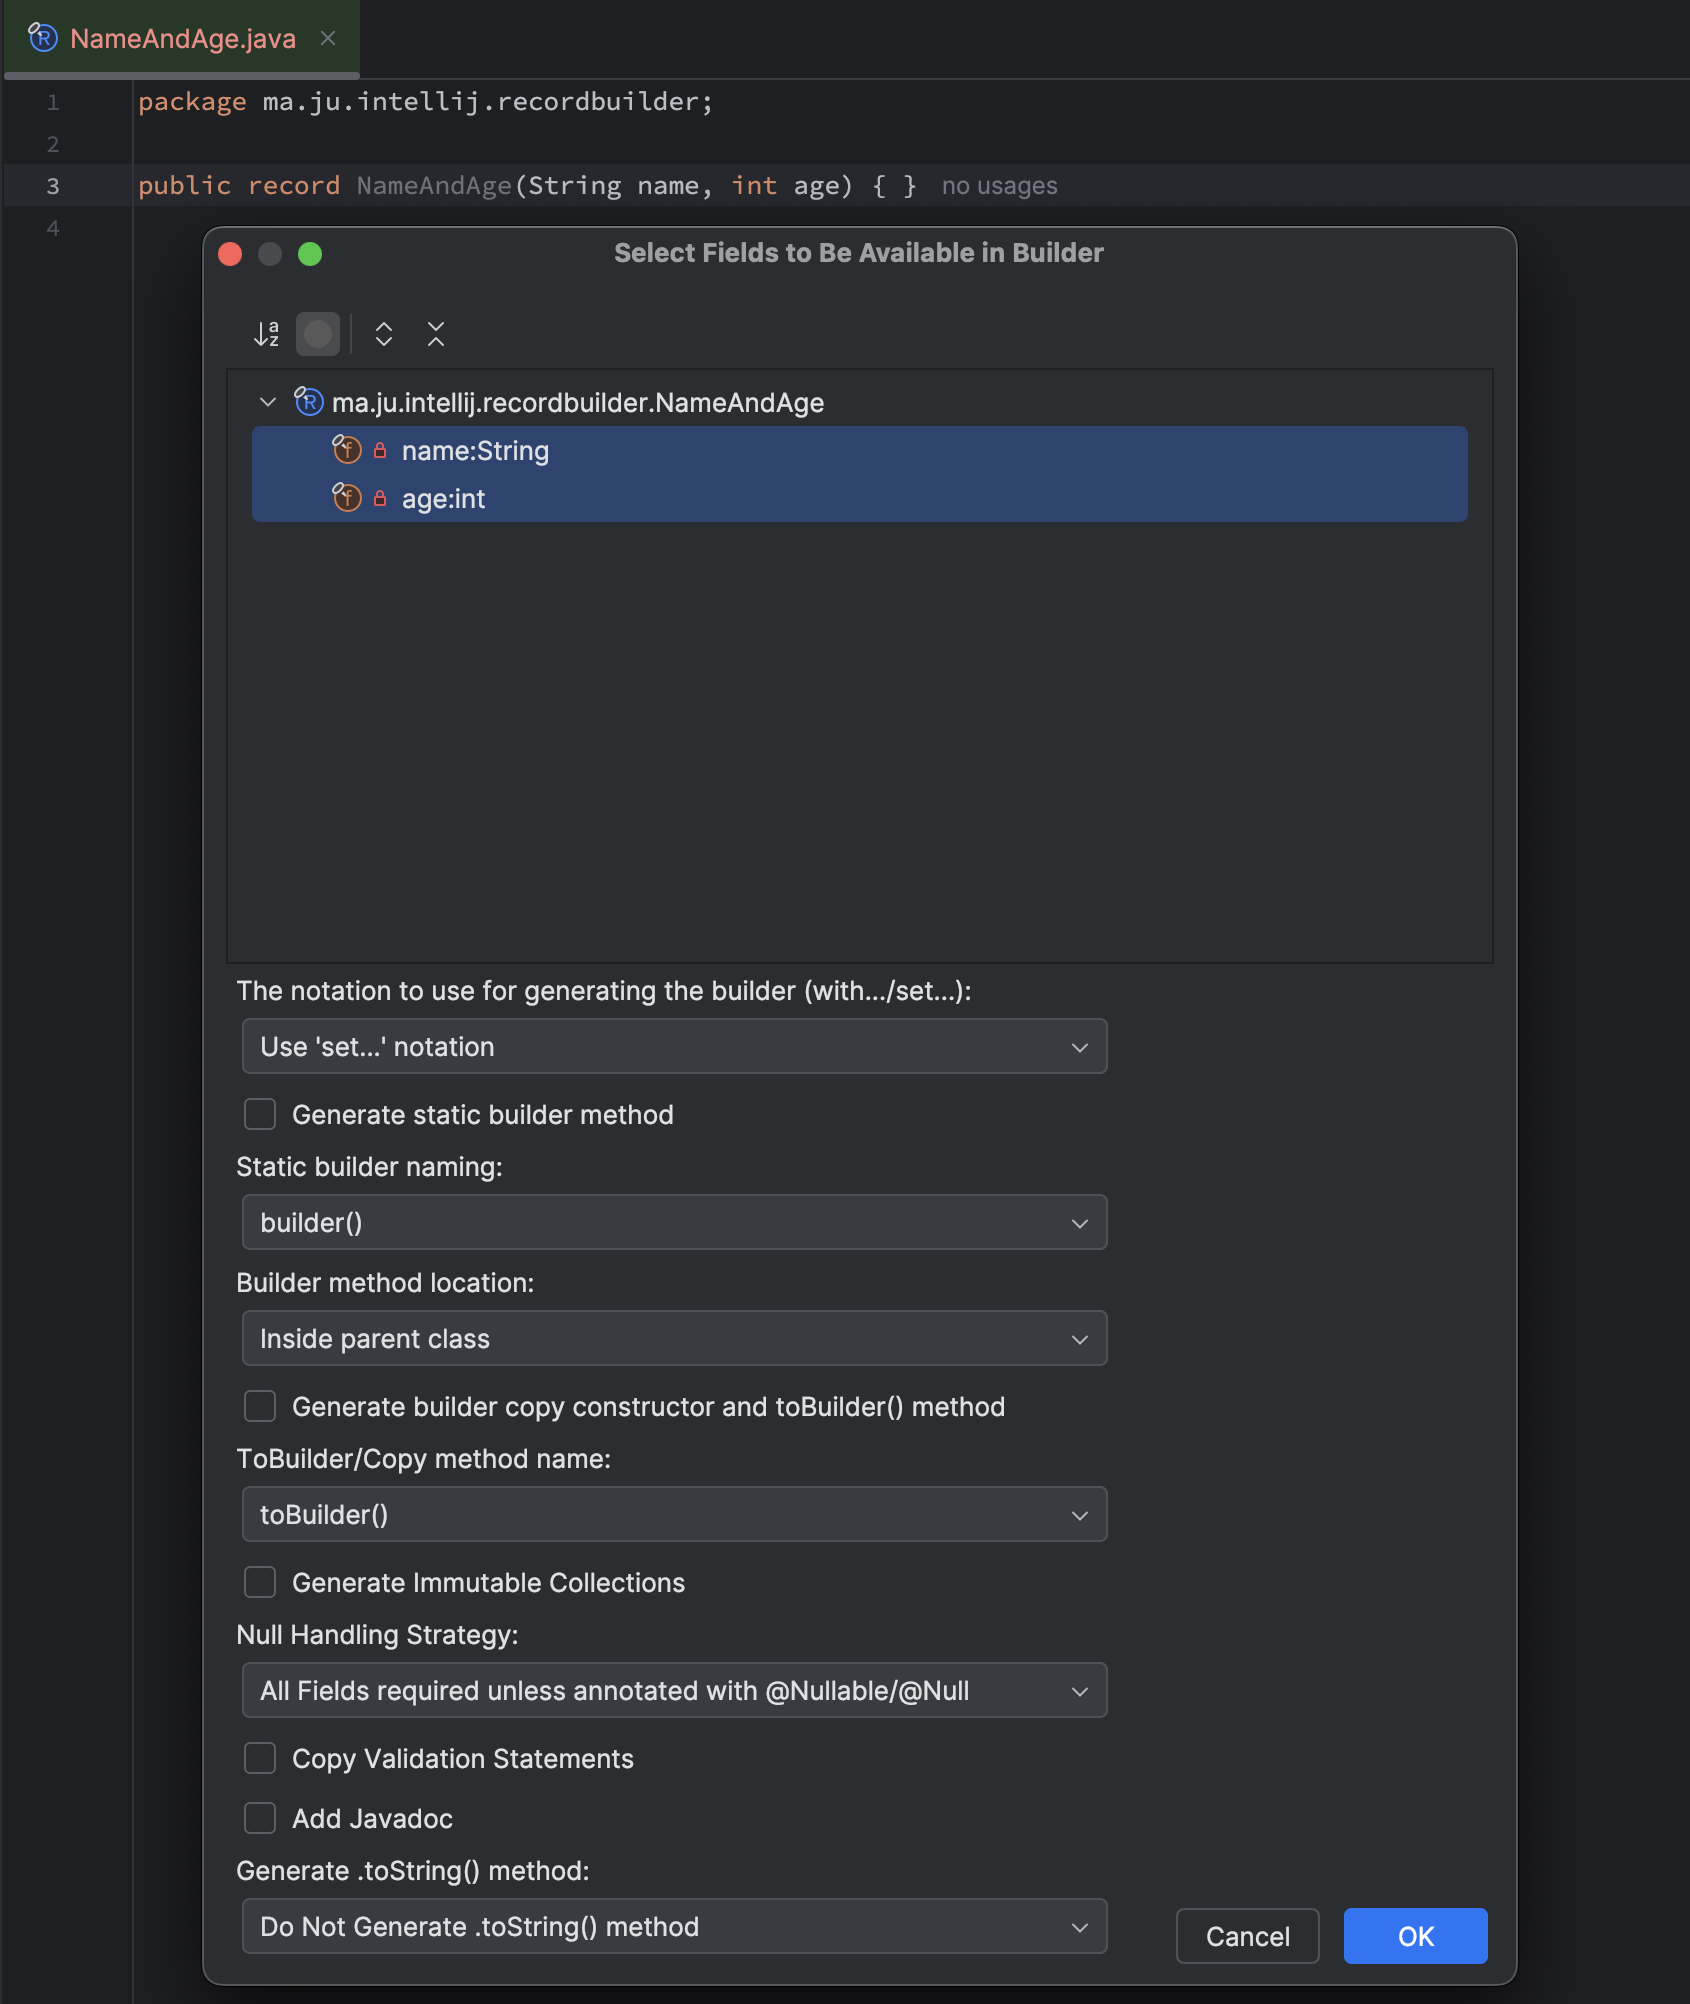 NameAndAge.java
1 package ma.ju.intellij.recordbuilder;
2
3 public record NameAndAge(String name, int age) { } no usages
4
Select Fields to Be Available in Builder
ma.ju.intellij.recordbuilder.NameAndAge
name:String
age:int
The notation to use for generating the builder (with.../set...):
Use 'set...' notation
Generate static builder method
Static builder naming:
builder()
Builder method location:
Inside parent class
Generate builder copy constructor and toBuilder() method
ToBuilder/Copy method name:
toBuilder()
Generate Immutable Collections
Null Handling Strategy:
All Fields required unless annotated with @Nullable/@Null
Copy Validation Statements
Add Javadoc
Generate .toString() method:
Do Not Generate .toString() method
Cancel
OK